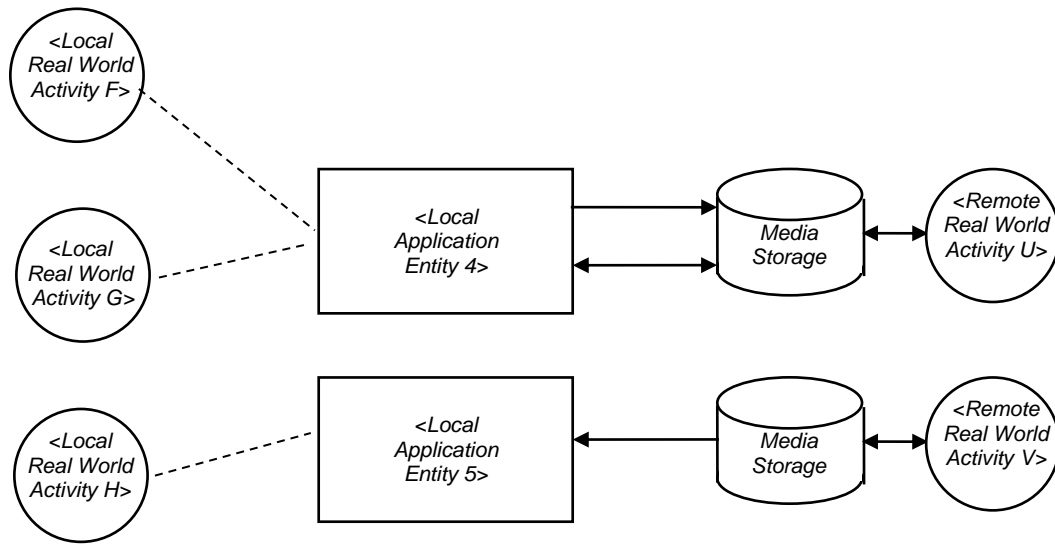 <Local
Real World
Activity F>
<Local
Real World
Activity G>
<Local
Application
Entity 4>
Media
Storage
<Remote
Real World
Activity U>
<Local
Real World
Activity H>
<Local
Application
Entity 5>
Media
Storage
<Remote
Real World
Activity V>